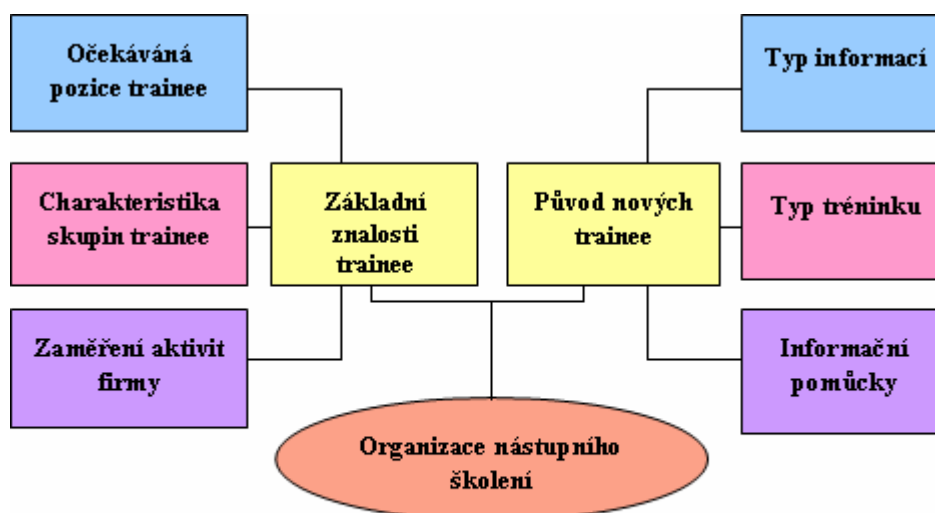 Očekáváná
pozice trainee
Typ informací
Charakteristika
skupin trainee
Základní
znalosti
trainee
Původ nových
trainee
Typ tréninku
Zaměření aktivit
firmy
Informační
pomůcky
Organizace nástupního
školení